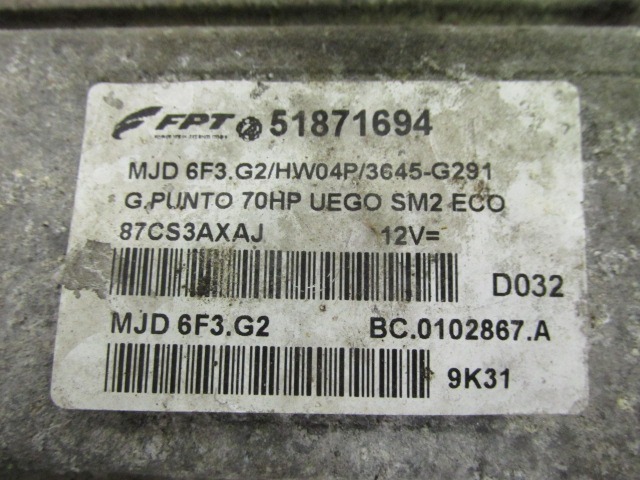 FPT 51871694
MJD 6F3.G2/HW04P/3645-G291
G.PUNTO 70HP UEGO SM2 ECO
87CS3AXAJ 12V=
D032
MJD 6F3.G2 BC.0102867.A
9K31